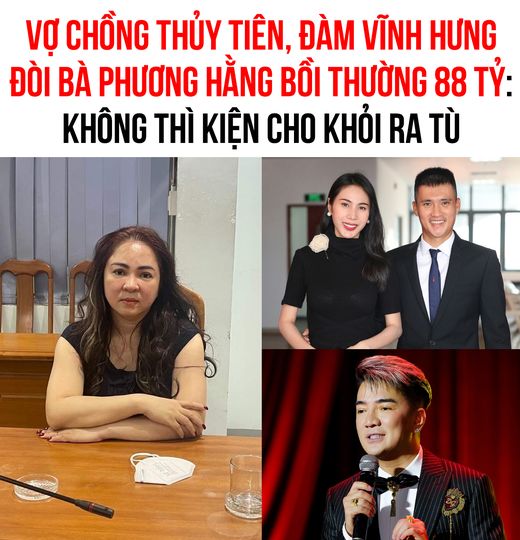 VỢ CHỒNG THỦY TIÊN, ĐÀM VĨNH HƯNG
ĐÒI BÀ PHƯƠNG HẰNG BỒI THƯỜNG 88 TỶ:
KHÔNG THÌ KIỆN CHO KHỎI RA TÙ